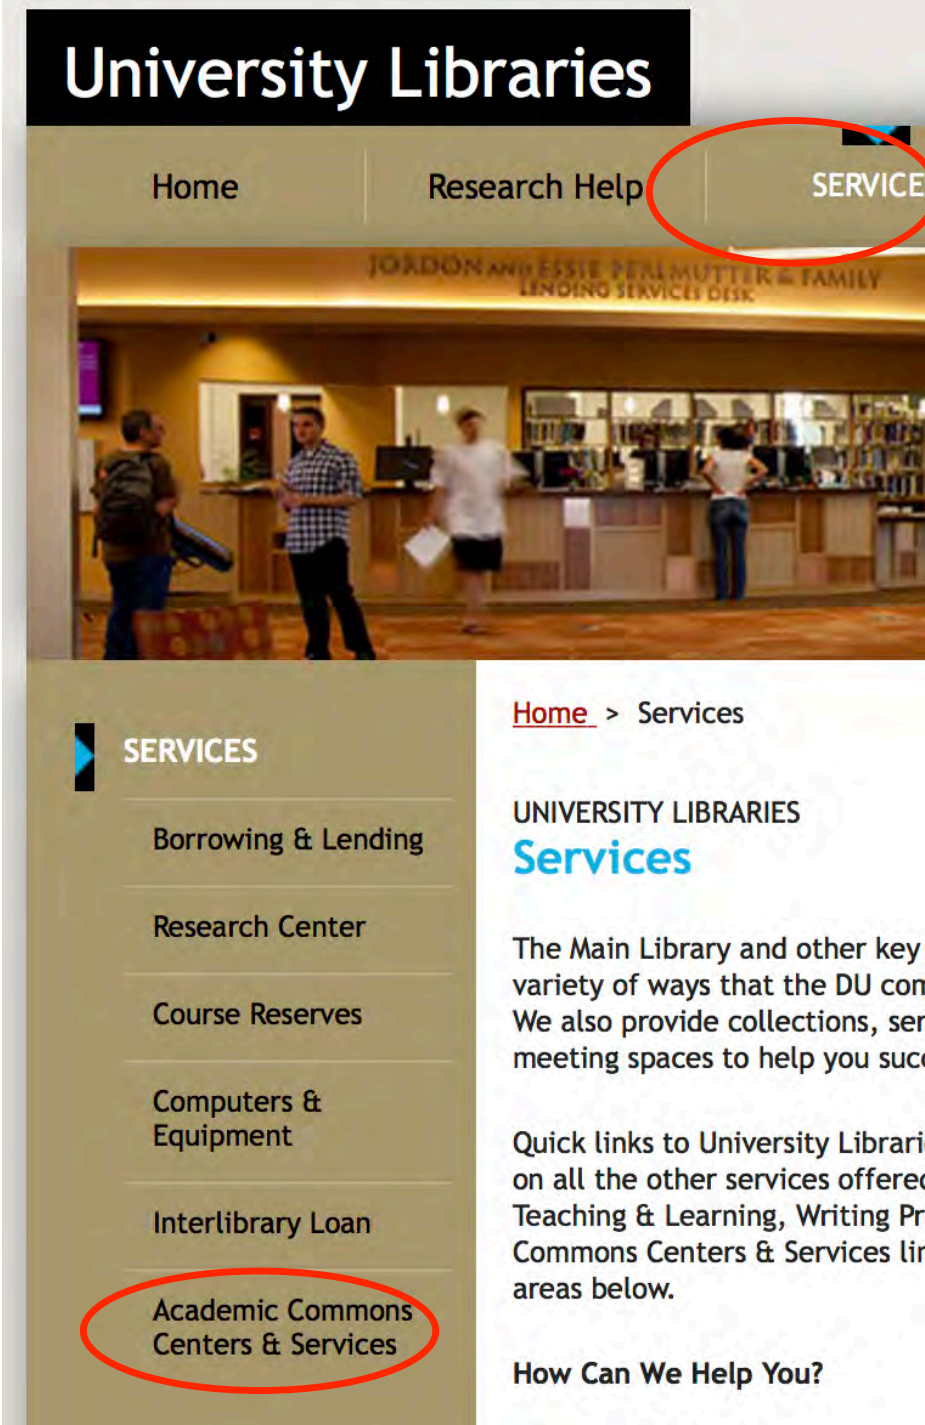 University Libraries
Home
Research Help
SERVICE
JORDON AND ESSIE PERLMUTTER & FAMILY
LENDING SERVICES DESK
SERVICES
Borrowing & Lending
Research Center
Course Reserves
Computers &
Equipment
Interlibrary Loan
Academic Commons
Centers & Services
Home > Services
UNIVERSITY LIBRARIES
Services
The Main Library and other key
variety of ways that the DU com
We also provide collections, ser
meeting spaces to help you succ
Quick links to University Librari
on all the other services offered
Teaching & Learning, Writing Pr
Commons Centers & Services lin
areas below.
How Can We Help You?